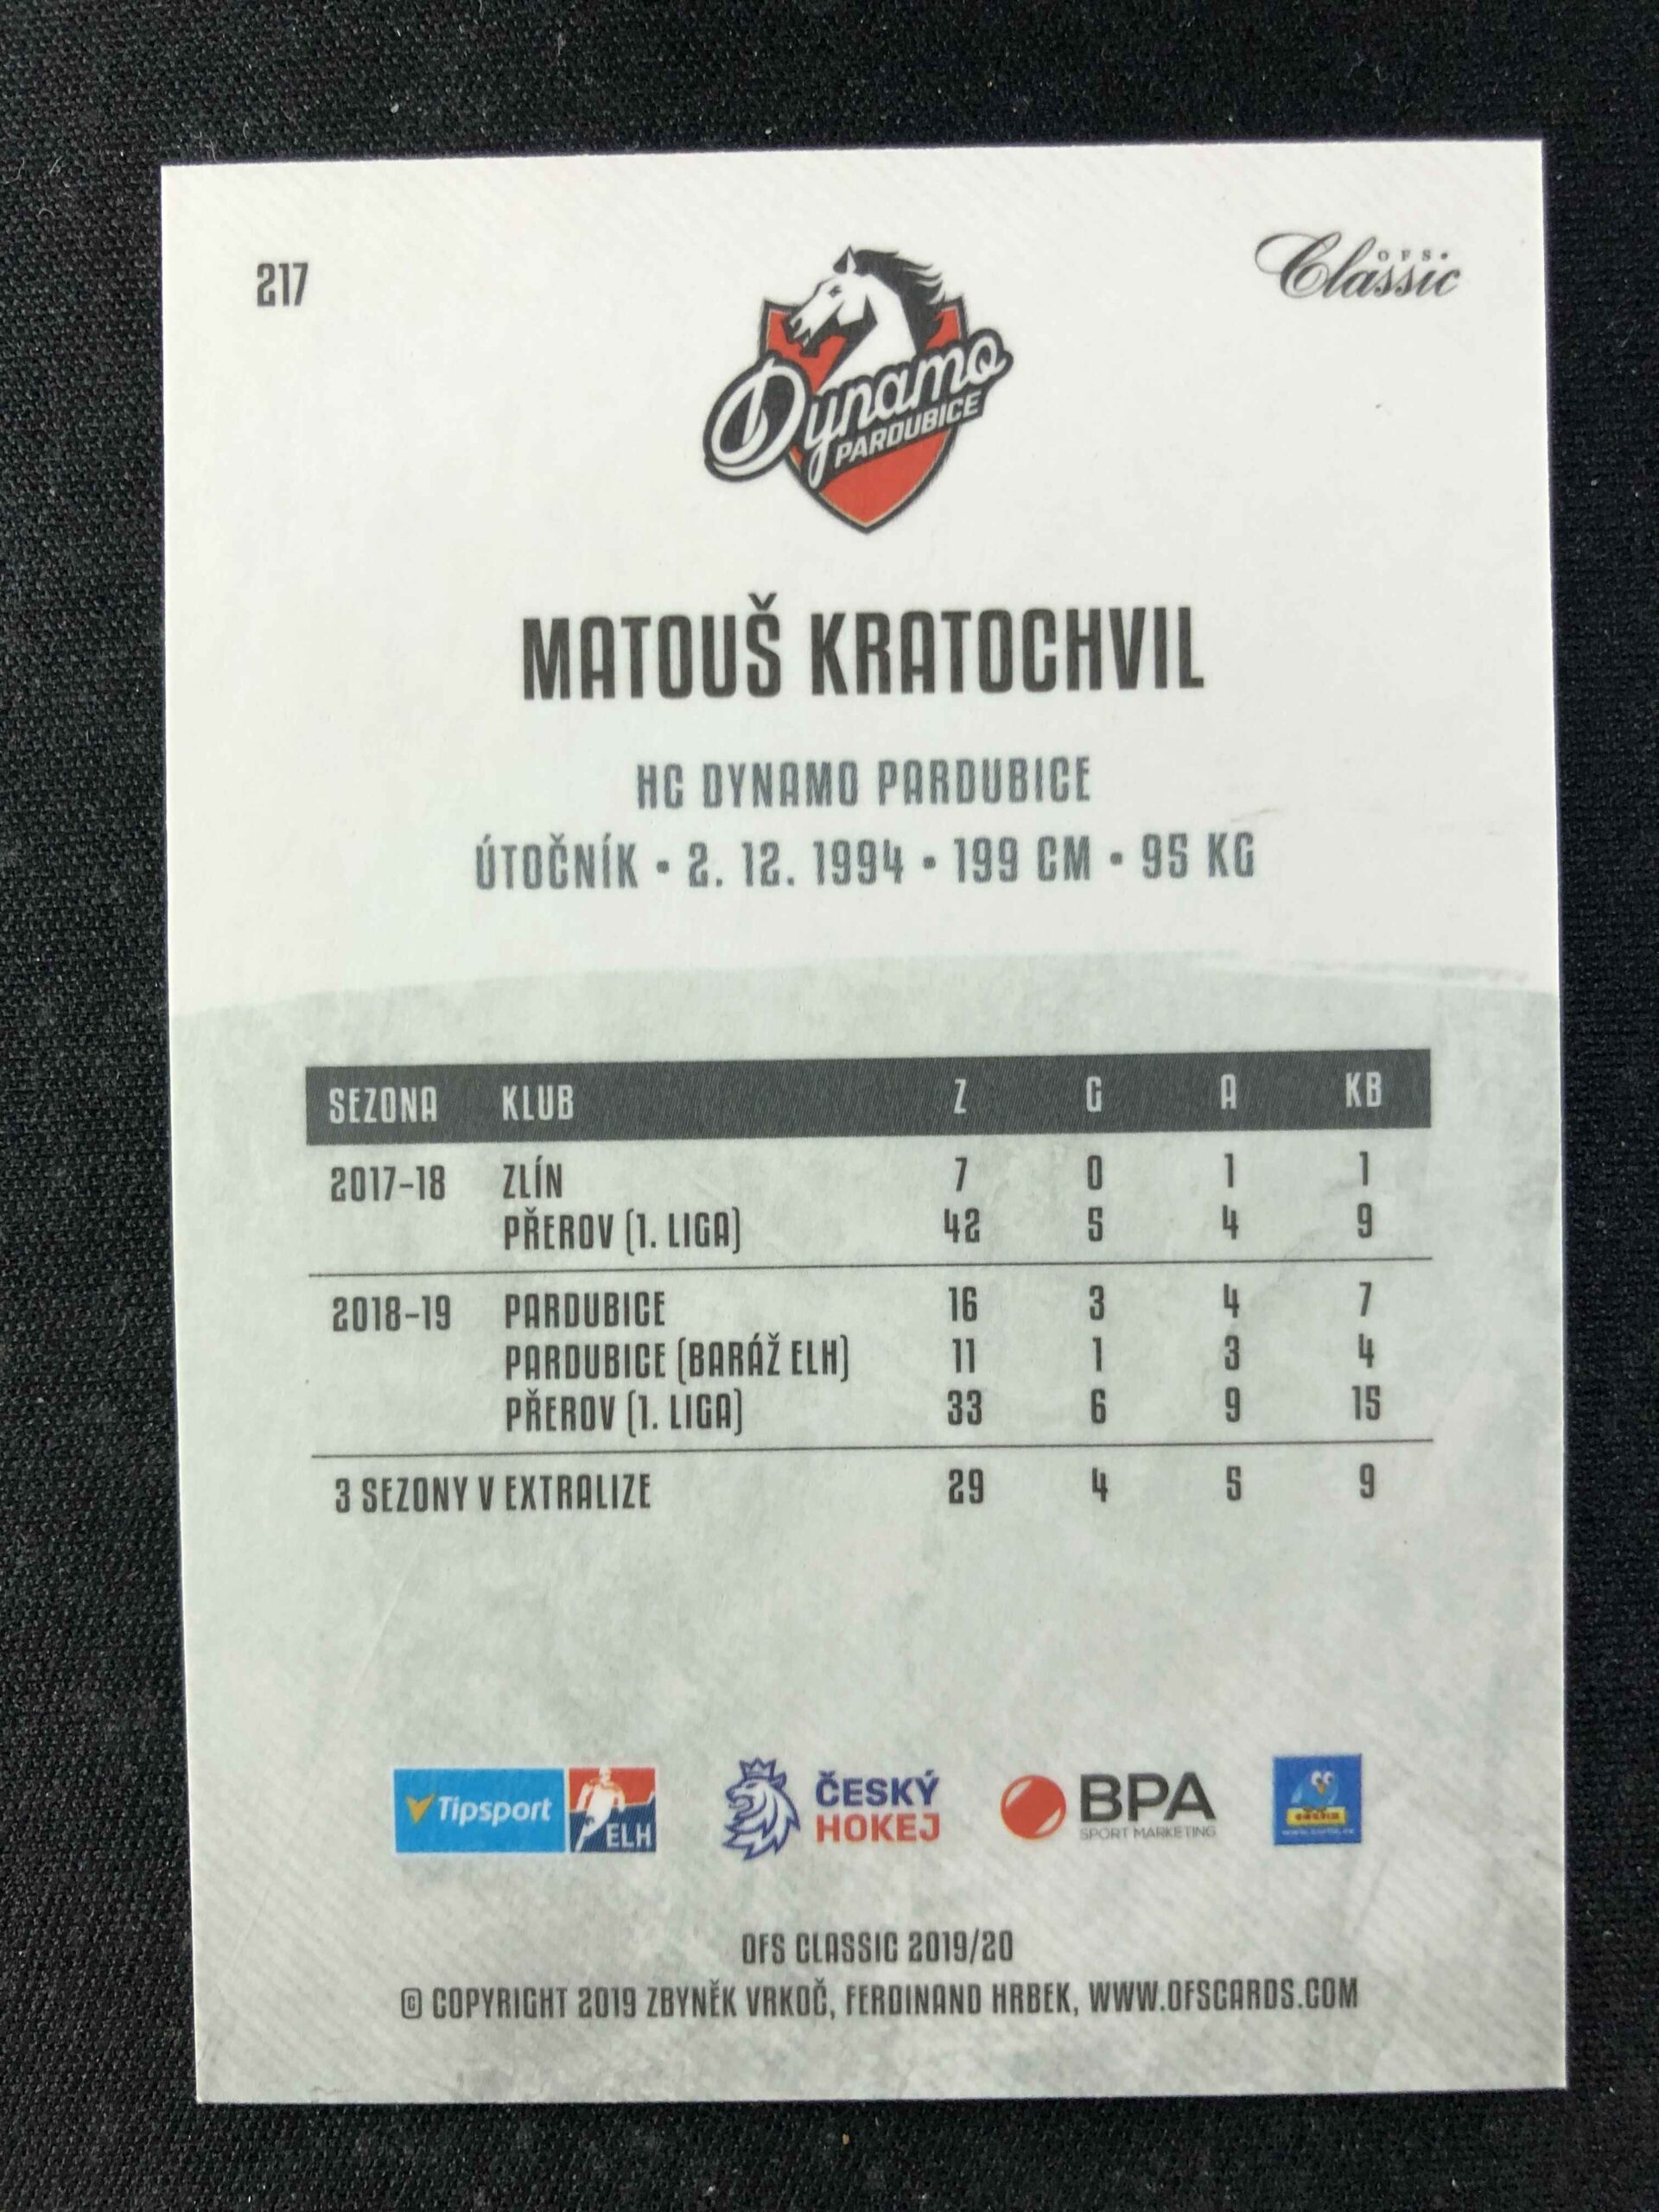 217
OFS
Classic
Dynamo
PARDUBICE
MATOUŠ KRATOCHVIL
HC DYNAMO PARDUBICE
ÚTOČNÍK • 2. 12. 1994 • 199 CM • 95 KG
SEZONA KLUB Z G A KB
2017-18 ZLÍN 7 0 1 1
PŘEROV (1. LIGA) 42 5 4 9
2018-19 PARDUBICE 16 3 4 7
PARDUBICE (BARÁŽ ELH) 11 1 3 4
PŘEROV (1. LIGA) 33 6 9 15
3 SEZONY V EXTRALIZE 29 4 5 9
Tipsport ELH
ČESKÝ
HOKEJ
BPA
SPORT MARKETING
OFS CLASSIC 2019/20
© COPYRIGHT 2019 ZBYNĚK VRKOČ, FERDINAND HRBEK, WWW.OFSCARDS.COM